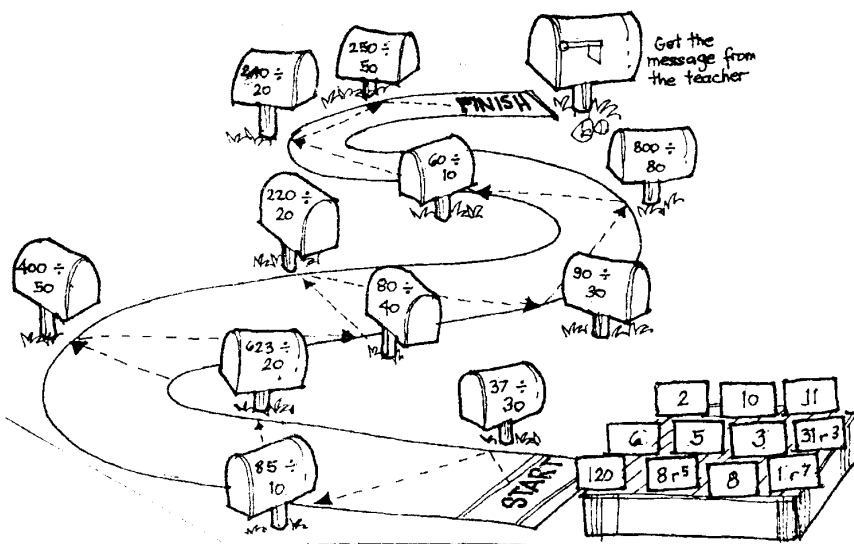 250 ÷
50
240 ÷
20
Get the
message from
the teacher
FINISH
60 ÷
10
800 ÷
80
220 ÷
20
400 ÷
50
80 ÷
40
90 ÷
30
623 ÷
20
37 ÷
30
85 ÷
10
START
2 10 11
6 5 3 31 r 3
120 8 r 5 8 1 r 7